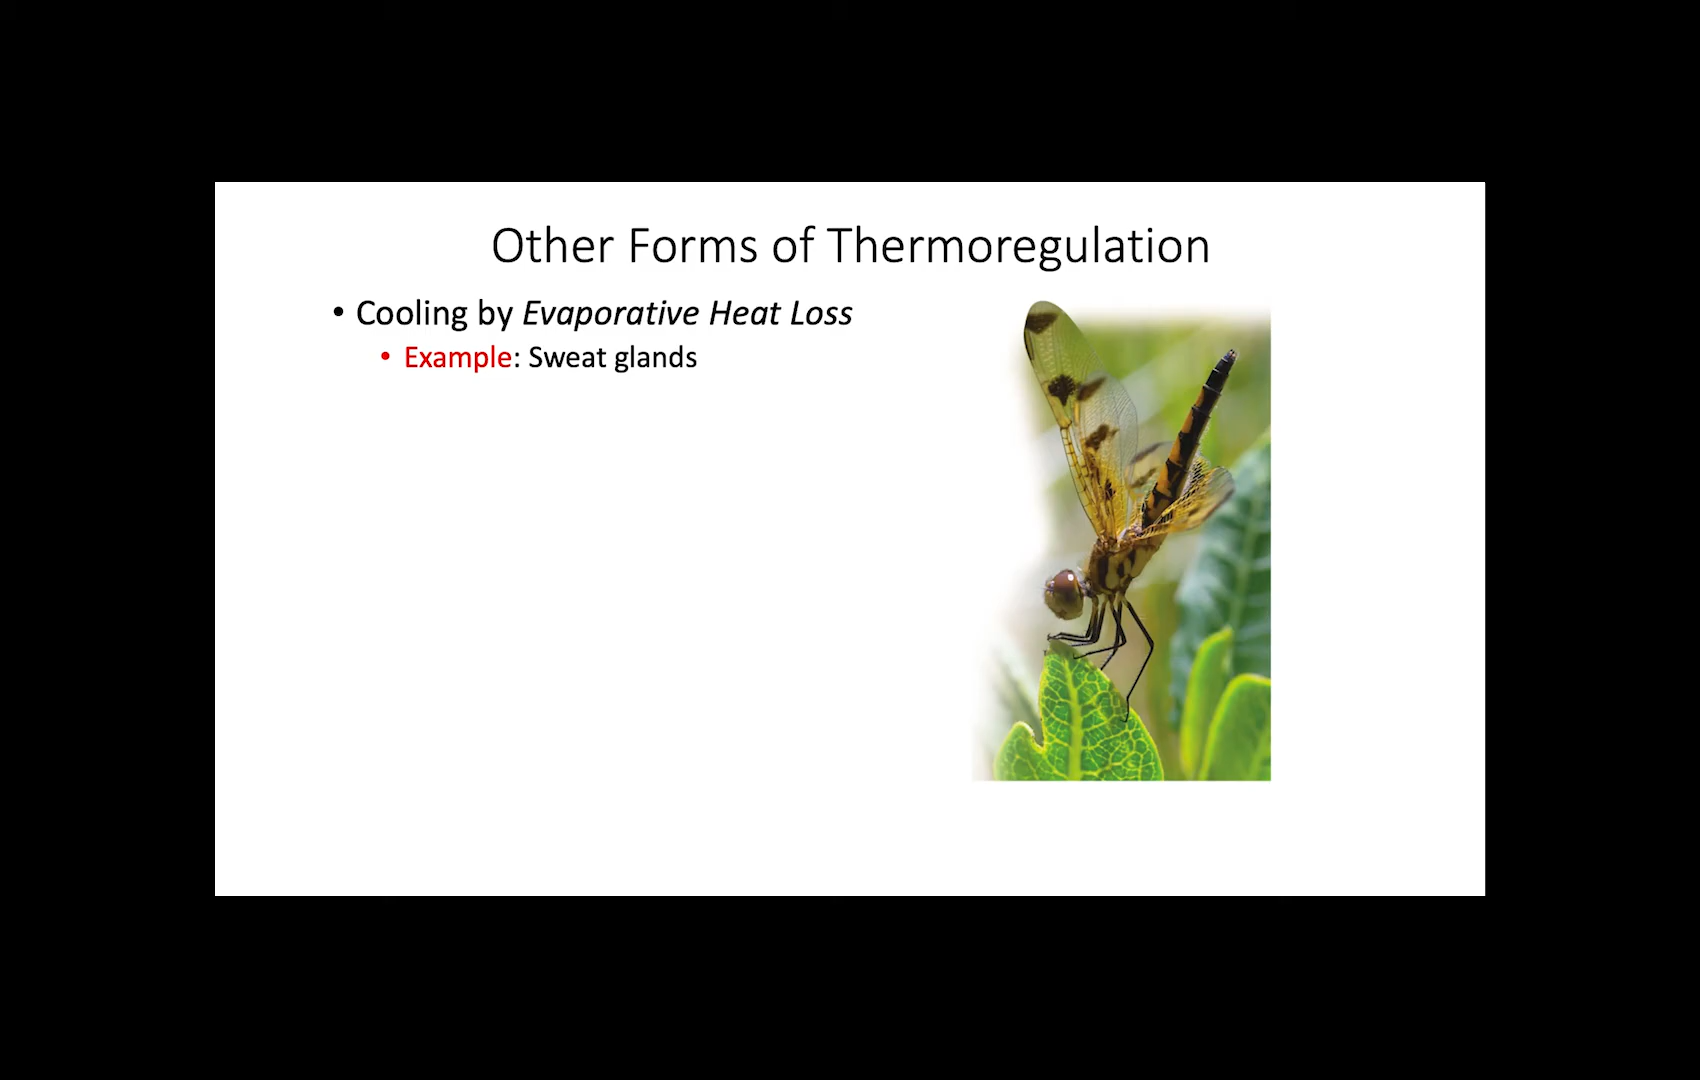 Other Forms of Thermoregulation
• Cooling by Evaporative Heat Loss
• Example: Sweat glands